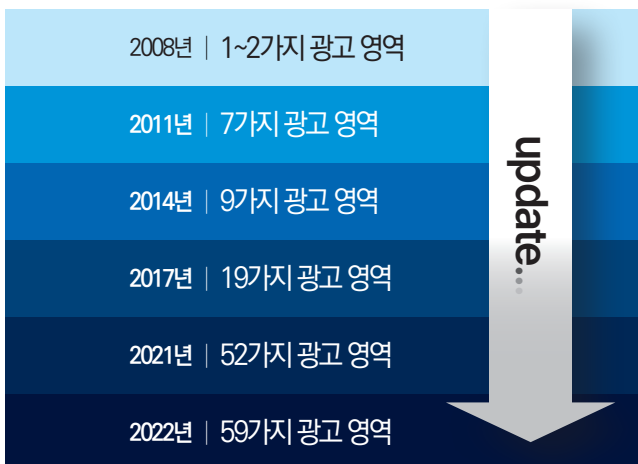 2008년 | 1~2가지 광고 영역
2011년 | 7가지 광고 영역
2014년 | 9가지 광고 영역
2017년 | 19가지 광고 영역
2021년 | 52가지 광고 영역
2022년 | 59가지 광고 영역
update...